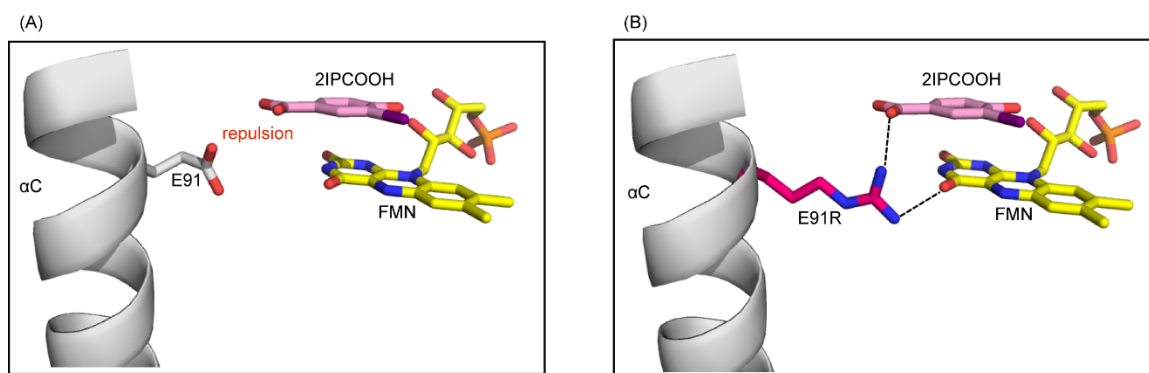 (A)
2IPCOOH
repulsion
αC
E91
FMN
(B)
2IPCOOH
αC
E91R
FMN